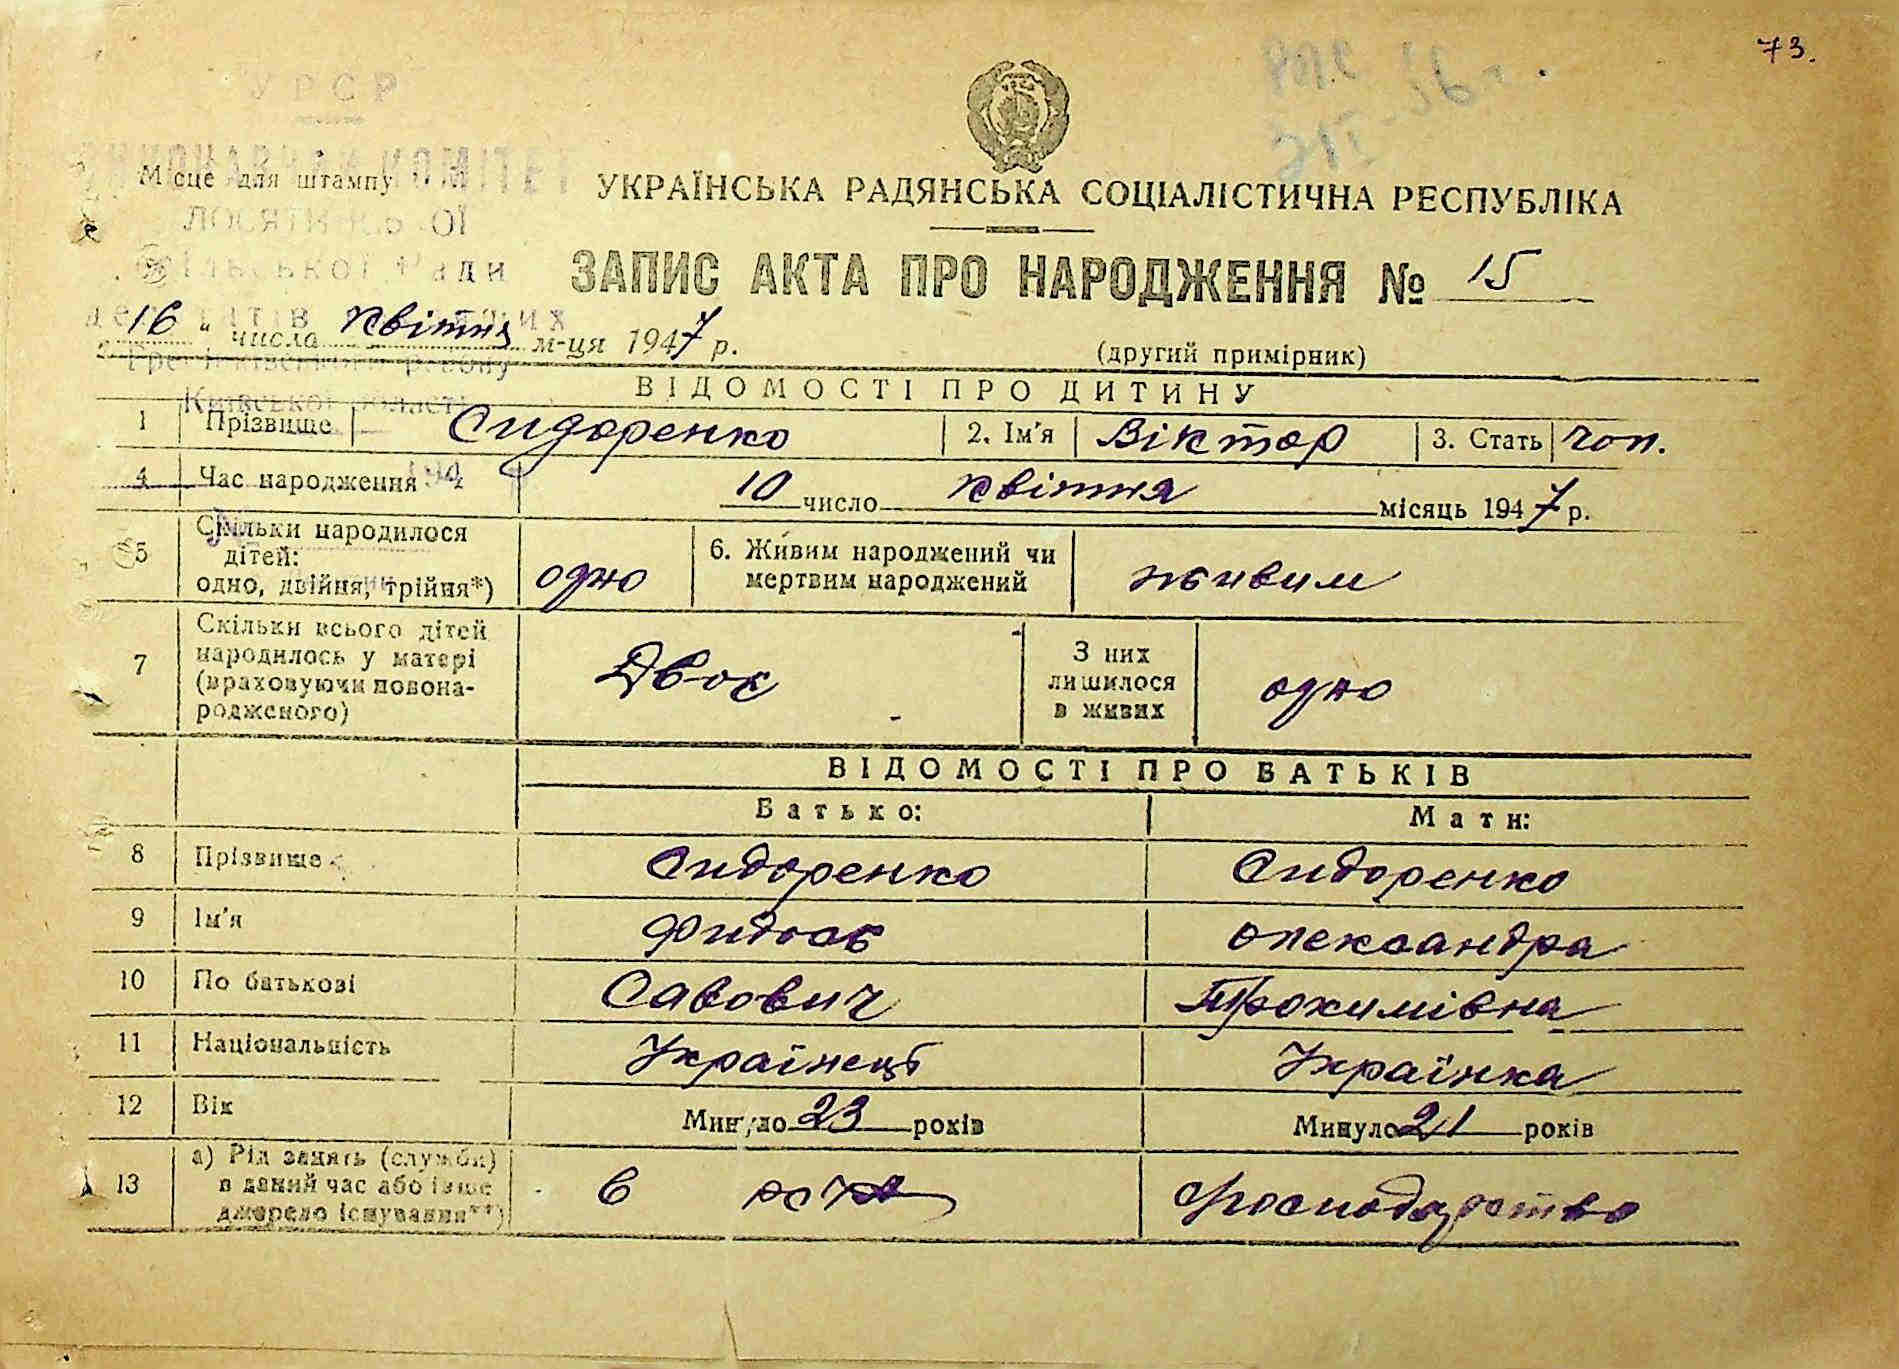 73.
УРСР
Місце для штампу
УКРАЇНСЬКА РАДЯНСЬКА СОЦІАЛІСТИЧНА РЕСПУБЛІКА
ЗАПИС АКТА ПРО НАРОДЖЕННЯ № 15
16 " числа квітня м-ця 1947 р.
(другий примірник)
Київської області
ВІДОМОСТІ ПРО ДИТИНУ
1 Прізвище Сидоренко 2. Ім'я Віктор 3. Стать чол.
4 Час народження 10 число квітня місяць 1947 р.
5 Скільки народилося дітей: одно, двійня, трійня*) одно 6. Живим народжений чи мертвим народжений живим
7 Скільки всього дітей народилось у матері (враховуючи новонародженого) Двоє З них лишилося в живих одно
ВІДОМОСТІ ПРО БАТЬКІВ
Батько: Мати:
8 Прізвище Сидоренко Сидоренко
9 Ім'я Фидось Олександра
10 По батькові Савович Трохимівна
11 Національність Українець Українка
12 Вік Минуло 23 років Минуло 21 років
13 а) Рід занять (служби) в даний час або інше джерело існування**) в господарство